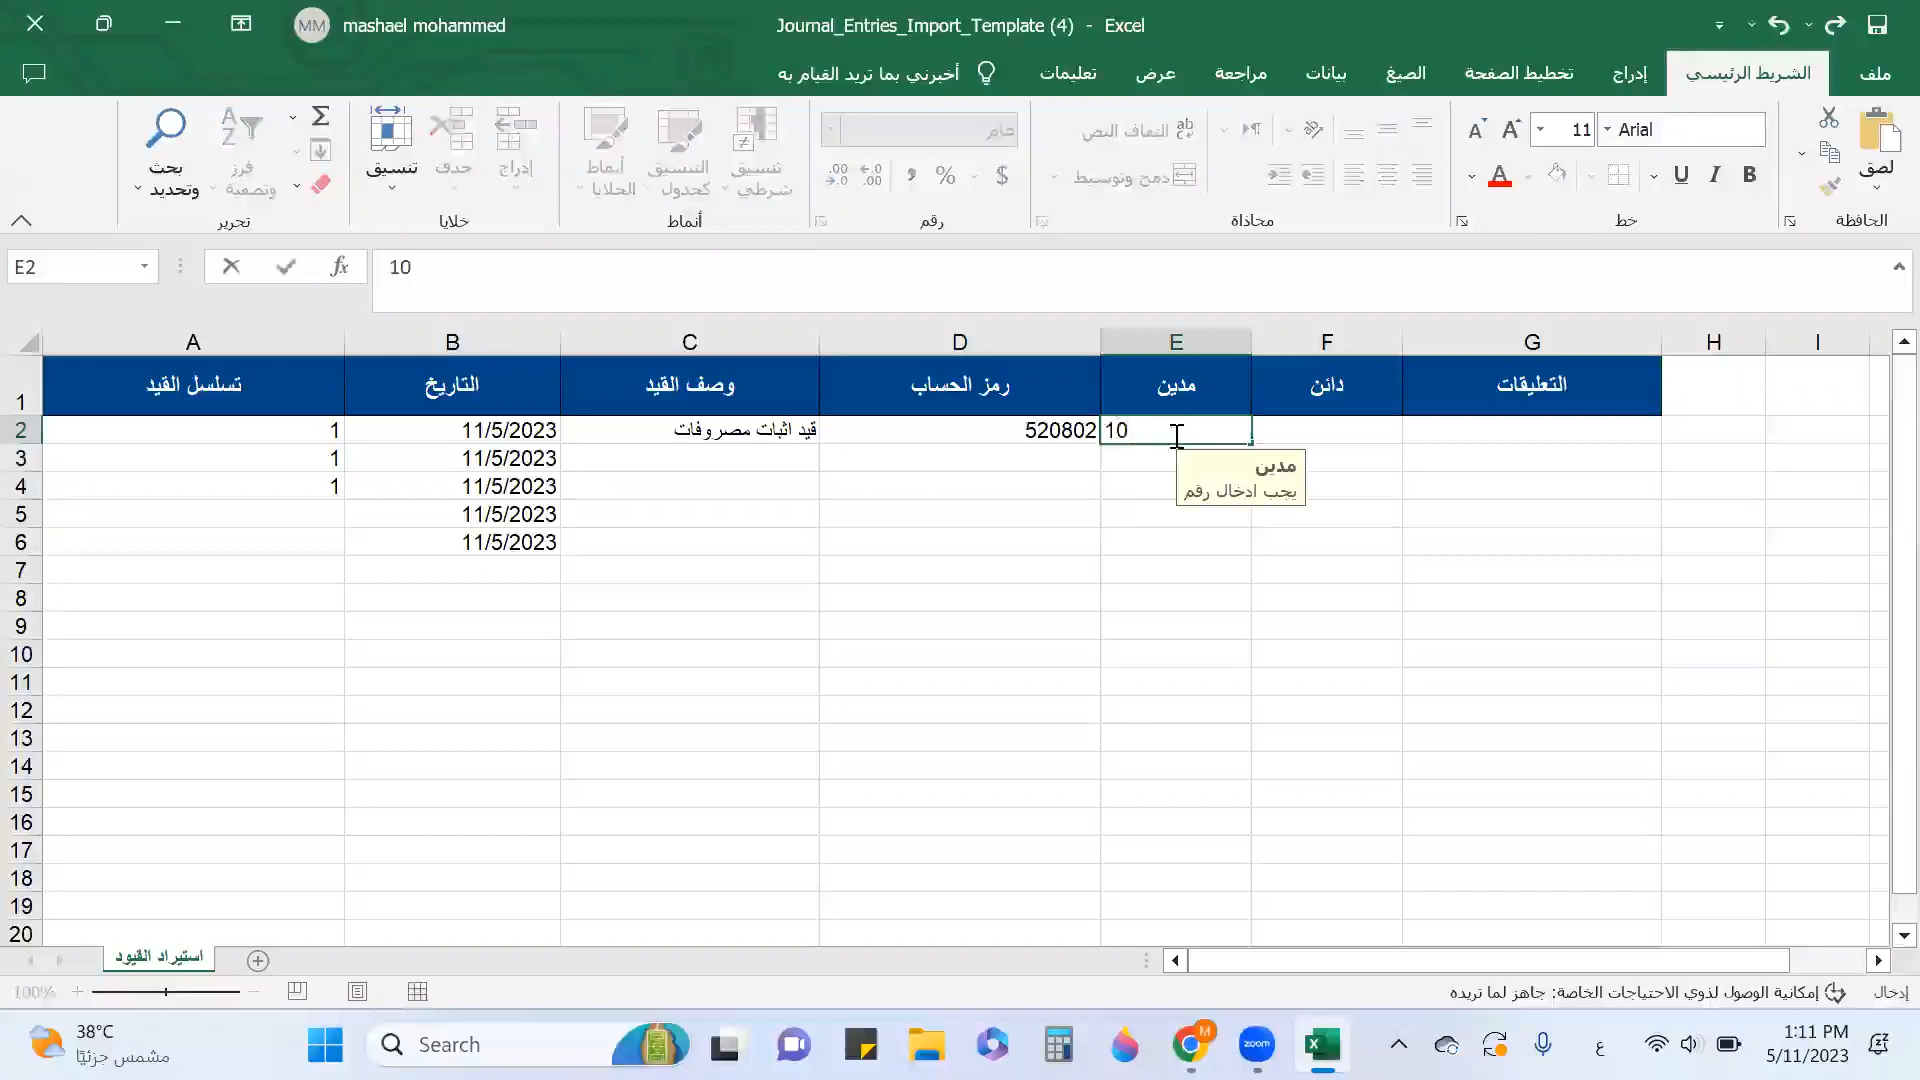 mashael mohammed
MM
Journal_Entries_Import_Template (4) - Excel
ملف
الشريط الرئيسي
إدراج
تخطيط الصفحة
الصيغ
بيانات
مراجعة
عرض
تعليمات
أخبرني بما تريد القيام به
لصق
الحافظة
Arial
11
B I U
خط
التفاف النص
دمج وتوسيط
محاذاة
عام
$ %
رقم
تنسيق شرطي
التنسيق كجدول
أنماط الخلايا
أنماط
إدراج
حذف
تنسيق
خلايا
فرز وتصفية
بحث وتحديد
تحرير
E2
fx
10
A B C D E F G H I
1 تسلسل القيد التاريخ وصف القيد رمز الحساب مدين دائن التعليقات
2 1 11/5/2023 قيد اثبات مصروفات 520802 10
3 1 11/5/2023
4 1 11/5/2023
5 11/5/2023
6 11/5/2023
مدين
يجب ادخال رقم
7
8
9
10
11
12
13
14
15
16
17
18
19
20
استيراد القيود
100%
إمكانية الوصول لذوي الاحتياجات الخاصة: جاهز لما تريده
إدخال
38°C
مشمس جزئيًا
Search
M
zoom
ع
1:11 PM
5/11/2023